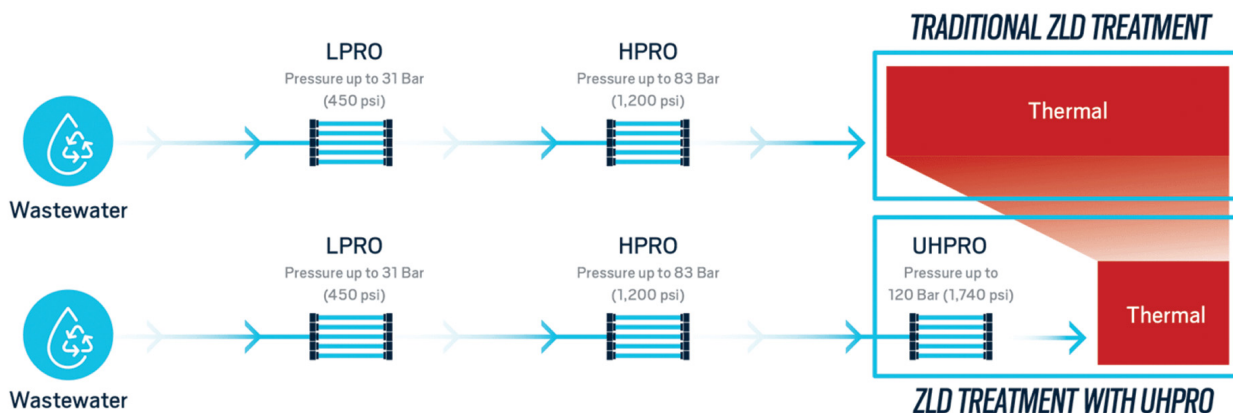 TRADITIONAL ZLD TREATMENT
LPRO
Pressure up to 31 Bar
(450 psi)
HPRO
Pressure up to 83 Bar
(1,200 psi)
Thermal
Wastewater
LPRO
Pressure up to 31 Bar
(450 psi)
HPRO
Pressure up to 83 Bar
(1,200 psi)
UHPRO
Pressure up to
120 Bar (1,740 psi)
Thermal
Wastewater
ZLD TREATMENT WITH UHPRO